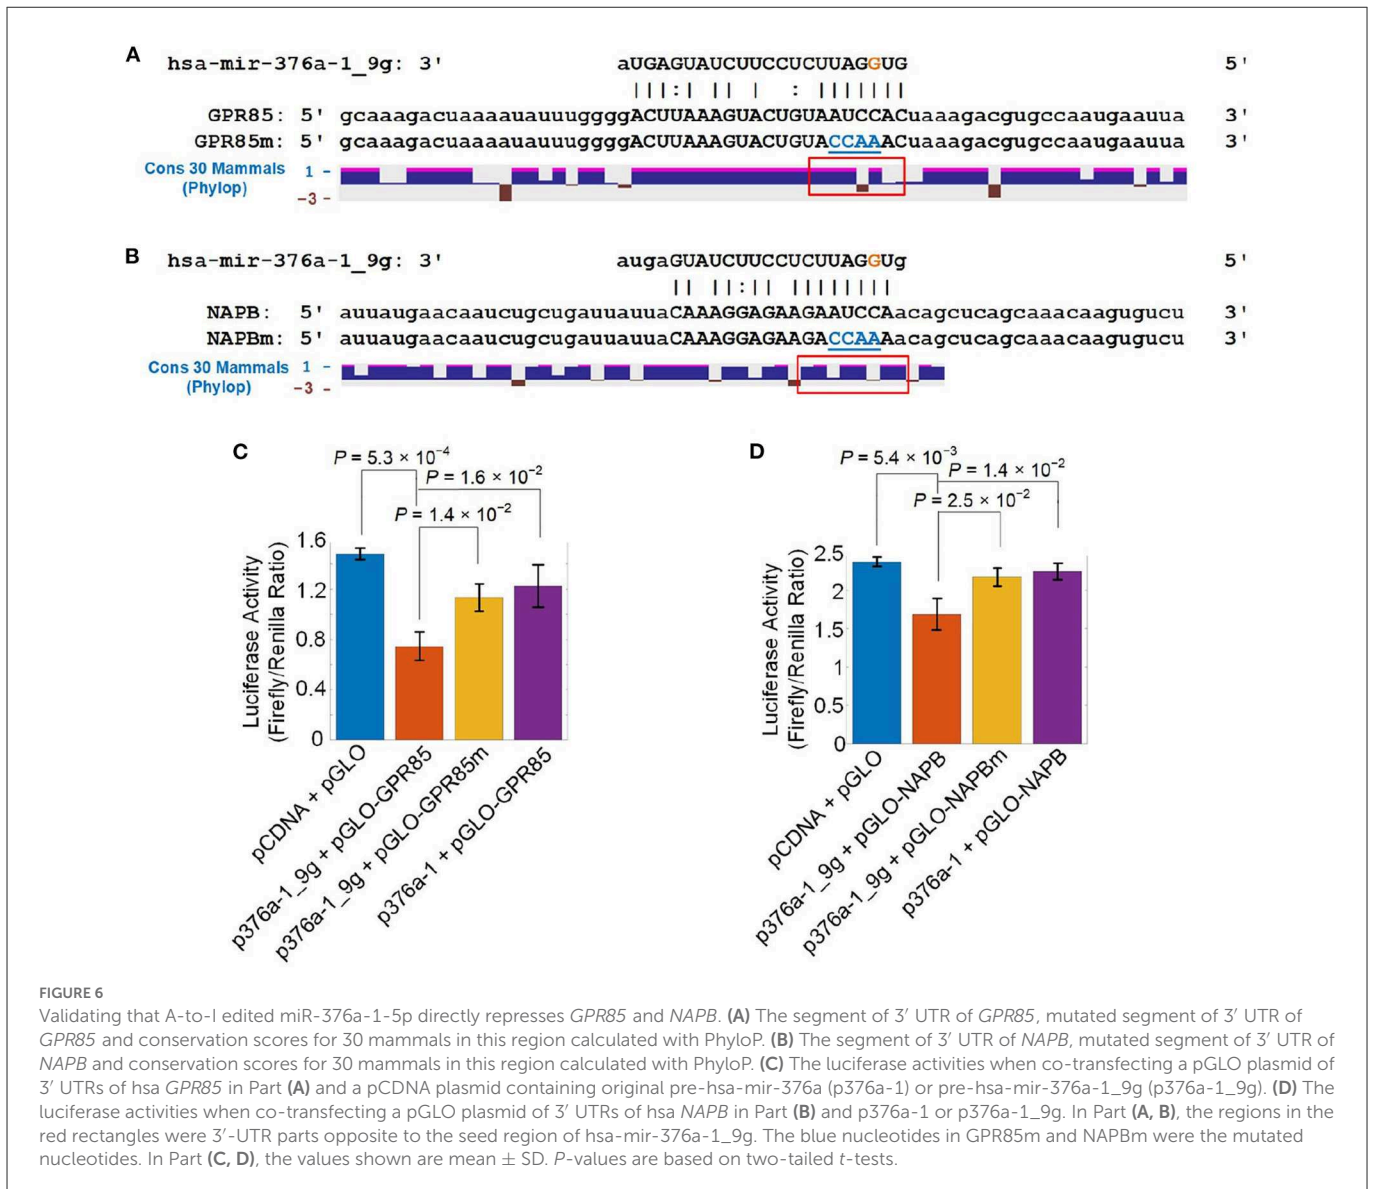 A
hsa-mir-376a-1_9g: 3' aUGAGUAUCUUCCUCUUAGGUG 5'
GPR85: 5' gcaaagacuaaaauauuuggggACUUAAAGUACUGUAAUCCACuaaagacgugccaaugaauua 3'
GPR85m: 5' gcaaagacuaaaauauuuggggACUUAAAGUACUGUACCAAACuaaagacgugccaaugaauua 3'
Cons 30 Mammals 1 -
(Phylop)
-3 -
B
hsa-mir-376a-1_9g: 3' augaGUAUCUUCCUCUUAGGUg 5'
NAPB: 5' auuaugaacaaucugcugauuauuaCAAAGGAGAAGAAUCCAacagcucagcaaacaagugucu 3'
NAPBm: 5' auuaugaacaaucugcugauuauuaCAAAGGAGAAGACCAAAacagcucagcaaacaagugucu 3'
Cons 30 Mammals 1 -
(Phylop) -3 -
C
P = 5.3 × 10⁻⁴
P = 1.6 × 10⁻²
P = 1.4 × 10⁻²
Luciferase Activity
(Firefly/Renilla Ratio)
1.6
1.2
0.8
0.4
0
pCDNA + pGLO
p376a-1_9g + pGLO-GPR85
p376a-1_9g + pGLO-GPR85m
p376a-1 + pGLO-GPR85
D
P = 5.4 × 10⁻³
P = 1.4 × 10⁻²
P = 2.5 × 10⁻²
Luciferase Activity
(Firefly/Renilla Ratio)
2.5
2
1.5
1
0.5
0
pCDNA + pGLO
p376a-1_9g + pGLO-NAPB
p376a-1_9g + pGLO-NAPBm
p376a-1 + pGLO-NAPB
FIGURE 6
Validating that A-to-I edited miR-376a-1-5p directly represses GPR85 and NAPB. (A) The segment of 3′ UTR of GPR85, mutated segment of 3′ UTR of
GPR85 and conservation scores for 30 mammals in this region calculated with PhyloP. (B) The segment of 3′ UTR of NAPB, mutated segment of 3′ UTR of
NAPB and conservation scores for 30 mammals in this region calculated with PhyloP. (C) The luciferase activities when co-transfecting a pGLO plasmid of
3′ UTRs of hsa GPR85 in Part (A) and a pCDNA plasmid containing original pre-hsa-mir-376a (p376a-1) or pre-hsa-mir-376a-1_9g (p376a-1_9g). (D) The
luciferase activities when co-transfecting a pGLO plasmid of 3′ UTRs of hsa NAPB in Part (B) and p376a-1 or p376a-1_9g. In Part (A, B), the regions in the
red rectangles were 3′-UTR parts opposite to the seed region of hsa-mir-376a-1_9g. The blue nucleotides in GPR85m and NAPBm were the mutated
nucleotides. In Part (C, D), the values shown are mean ± SD. P-values are based on two-tailed t-tests.